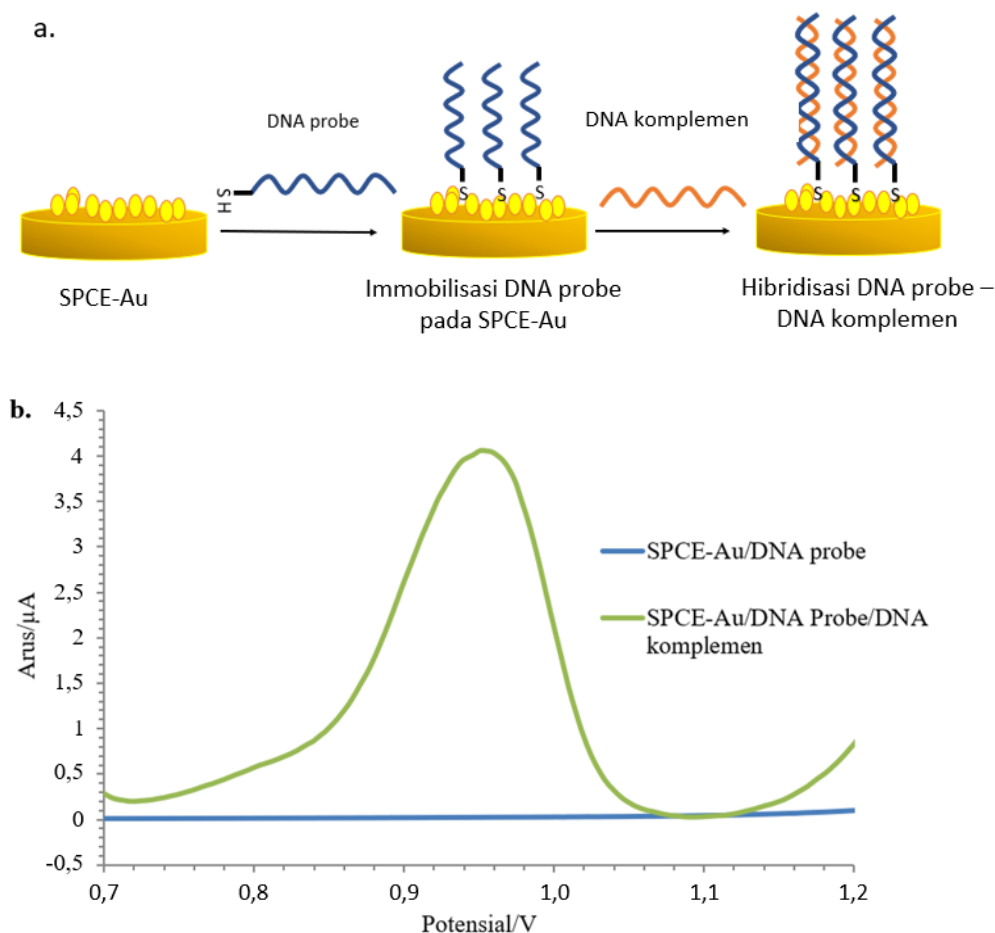 a.
DNA probe
DNA komplemen
S
H
S
S
S
S
S
S
SPCE-Au
Immobilisasi DNA probe
pada SPCE-Au
Hibridisasi DNA probe –
DNA komplemen
b.
4,5
4
3,5
3
2,5
2
1,5
1
0,5
0
-0,5
Arus/µA
SPCE-Au/DNA probe
SPCE-Au/DNA Probe/DNA
komplemen
0,7
0,8
0,9
1,0
1,1
1,2
Potensial/V